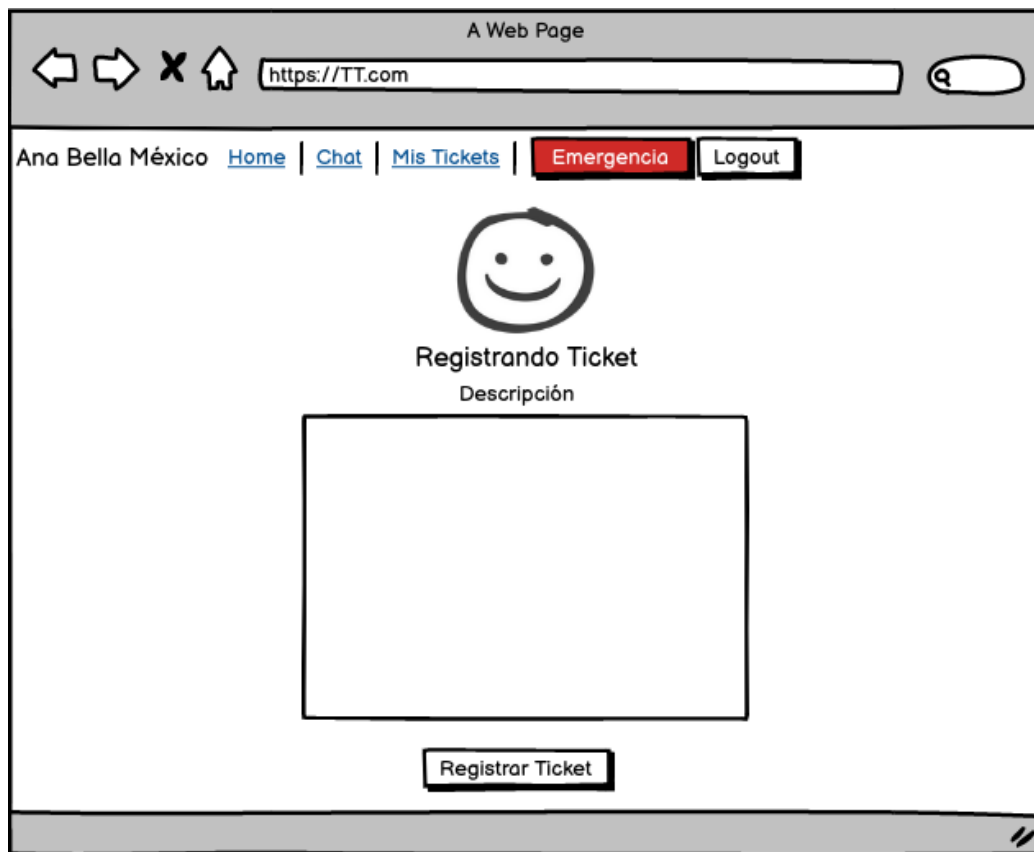 A Web Page
https://TT.com
Ana Bella México Home Chat Mis Tickets Emergencia Logout
Registrando Ticket
Descripción
Registrar Ticket